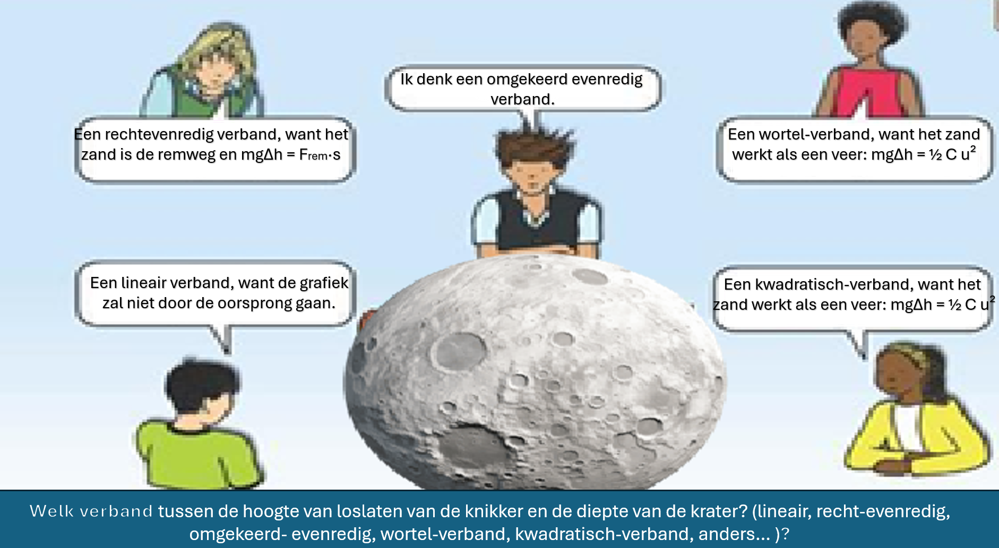 Ik denk een omgekeerd evenredig
verband.
Een rechtevenredig verband, want het
zand is de remweg en mgΔh = Frem·s
Een wortel-verband, want het zand
werkt als een veer: mgΔh = ½ C u²
Een lineair verband, want de grafiek
zal niet door de oorsprong gaan.
Een kwadratisch-verband, want het
zand werkt als een veer: mgΔh = ½ C u²
Welk verband tussen de hoogte van loslaten van de knikker en de diepte van de krater? (lineair, recht-evenredig,
omgekeerd- evenredig, wortel-verband, kwadratisch-verband, anders... )?